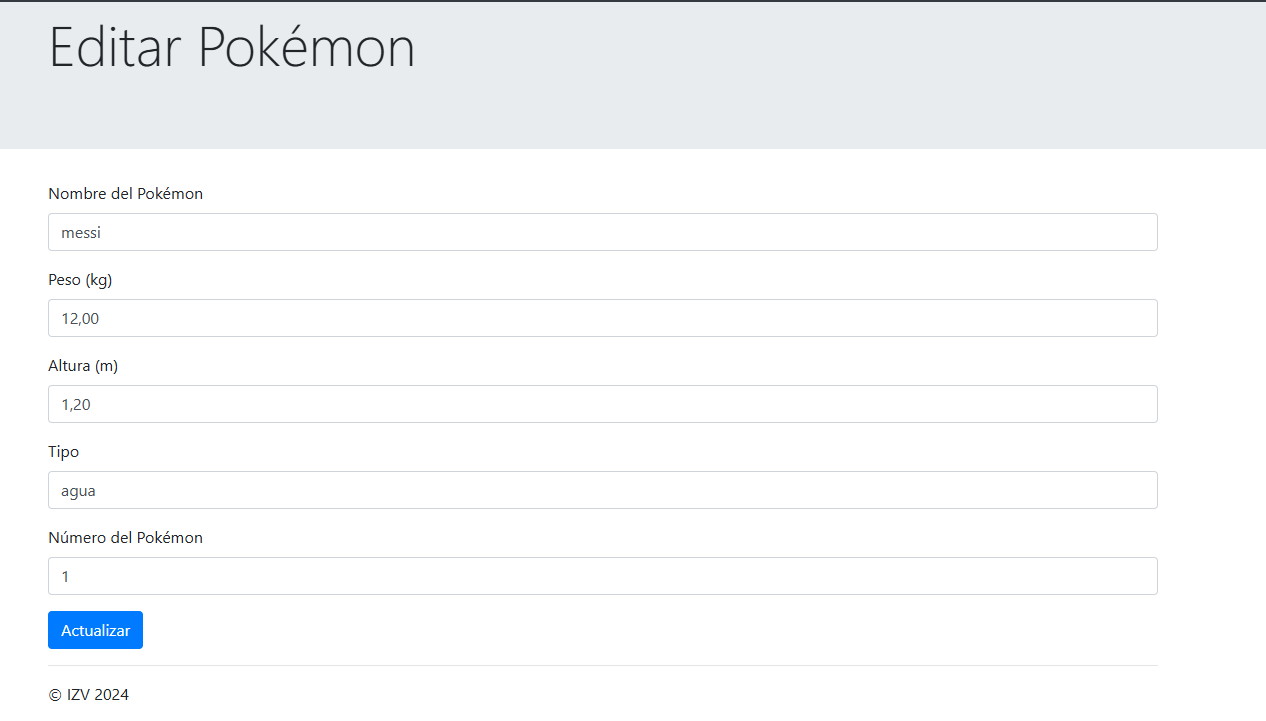 Editar Pokémon
Nombre del Pokémon
messi
Peso (kg)
12,00
Altura (m)
1,20
Tipo
agua
Número del Pokémon
1
Actualizar
© IZV 2024